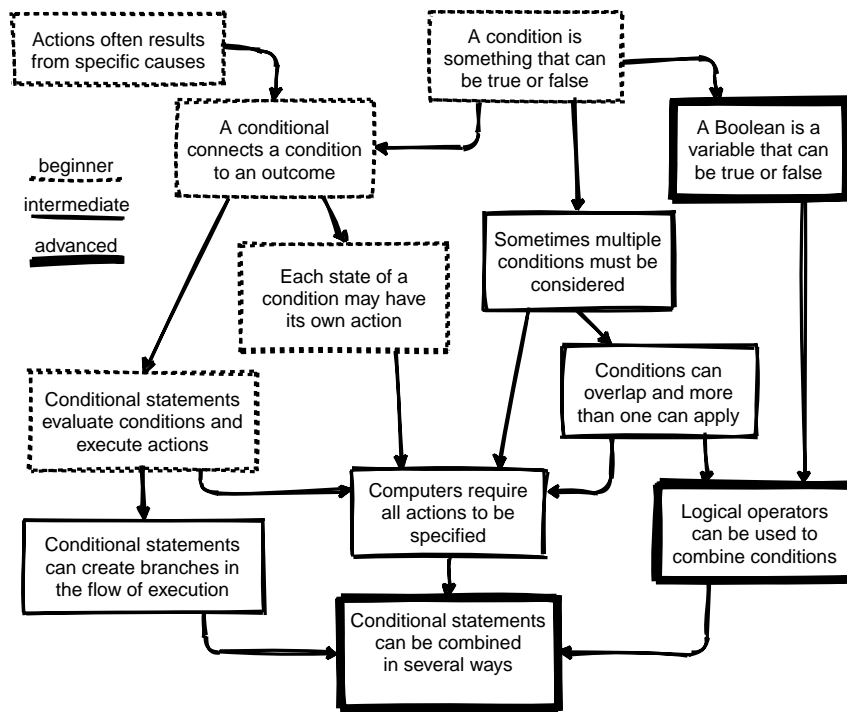 Actions often results
from specific causes
A condition is
something that can
be true or false
A conditional
connects a condition
to an outcome
A Boolean is a
variable that can
be true or false
beginner
intermediate
advanced
Sometimes multiple
conditions must be
considered
Each state of a
condition may have
its own action
Conditions can
overlap and more
than one can apply
Conditional statements
evaluate conditions and
execute actions
Computers require
all actions to be
specified
Logical operators
can be used to
combine conditions
Conditional statements
can create branches in
the flow of execution
Conditional statements
can be combined
in several ways